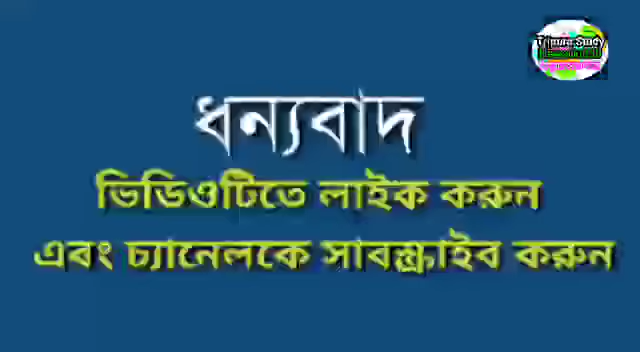 ধন্যবাদ
ভিডিওটিতে লাইক করুন
এবং চ্যানেলকে সাবস্ক্রাইব করুন